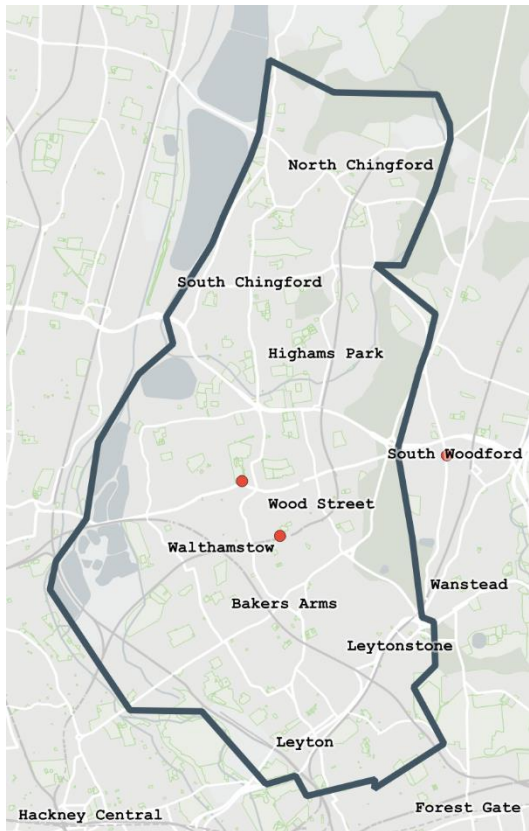 North Chingford
South Chingford
Highams Park
South Woodford
Wood Street
Walthamstow
Wanstead
Bakers Arms
Leytonstone
Leyton
Forest Gate
Hackney Central